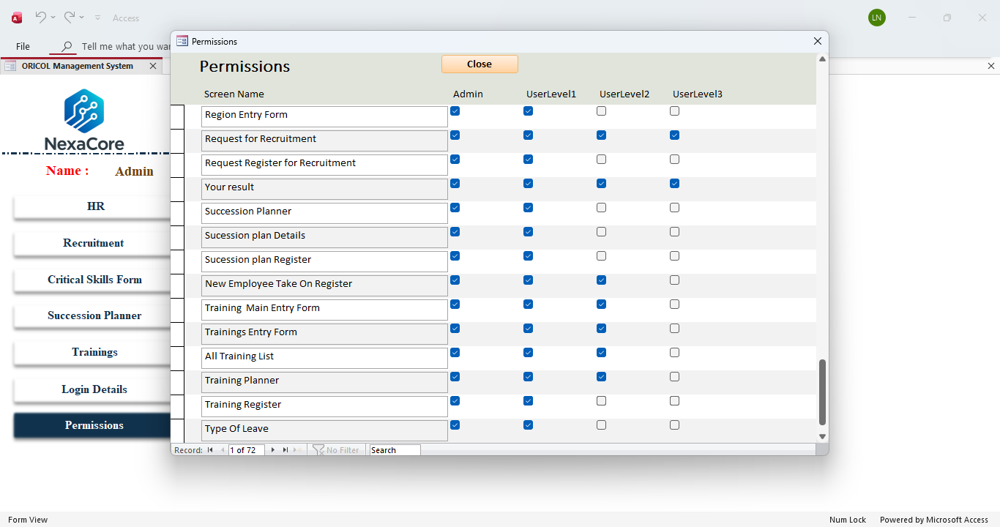 Access
LN
File
Tell me what you wan
Permissions
ORICOL Management System
Permissions
Close
Screen Name Admin UserLevel1 UserLevel2 UserLevel3
Region Entry Form
Request for Recruitment
Request Register for Recruitment
Your result
Succession Planner
Sucession plan Details
Sucession plan Register
New Employee Take On Register
Training  Main Entry Form
Trainings Entry Form
All Training List
Training Planner
Training Register
Type Of Leave
Record: 1 of 72 No Filter Search
NexaCore
Name : Admin
HR
Recruitment
Critical Skills Form
Succession Planner
Trainings
Login Details
Permissions
Form View Num Lock Powered by Microsoft Access